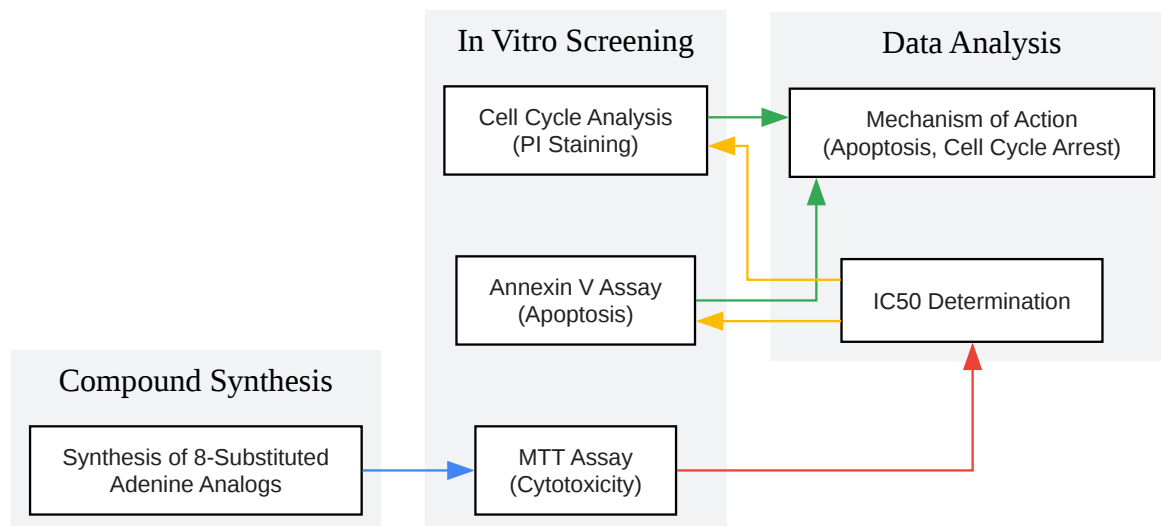 In Vitro Screening
Data Analysis
Cell Cycle Analysis
(PI Staining)
Mechanism of Action
(Apoptosis, Cell Cycle Arrest)
Annexin V Assay
(Apoptosis)
IC50 Determination
Compound Synthesis
Synthesis of 8-Substituted
Adenine Analogs
MTT Assay
(Cytotoxicity)